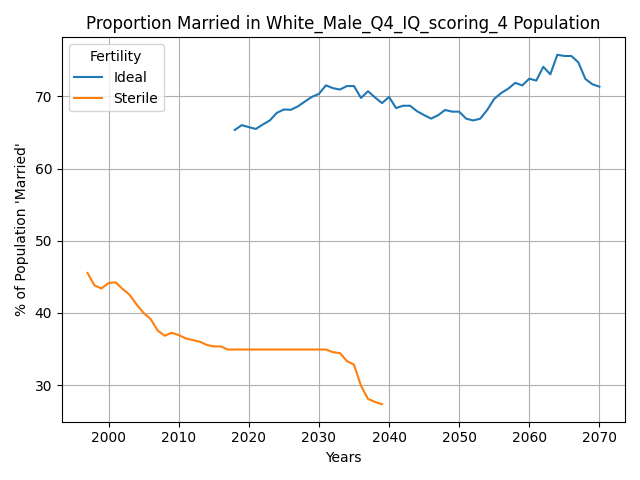 Proportion Married in White_Male_Q4_IQ_scoring_4 Population
Fertility
Ideal
Sterile
% of Population 'Married'
70
60
50
40
30
2000 2010 2020 2030 2040 2050 2060 2070
Years